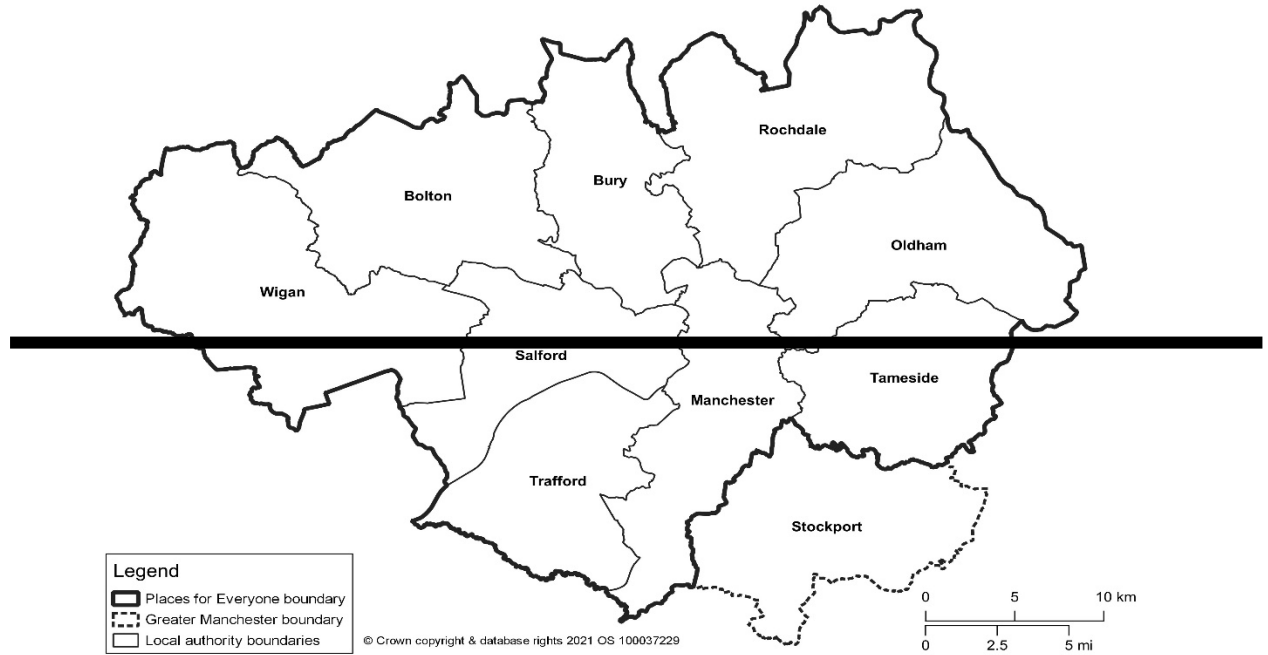 Rochdale
Bury
Bolton
Oldham
Wigan
Salford
Tameside
Manchester
Trafford
Stockport
Legend
Places for Everyone boundary
Greater Manchester boundary
Local authority boundaries
© Crown copyright & database rights 2021 OS 100037229
0 5 10 km
0 2.5 5 mi